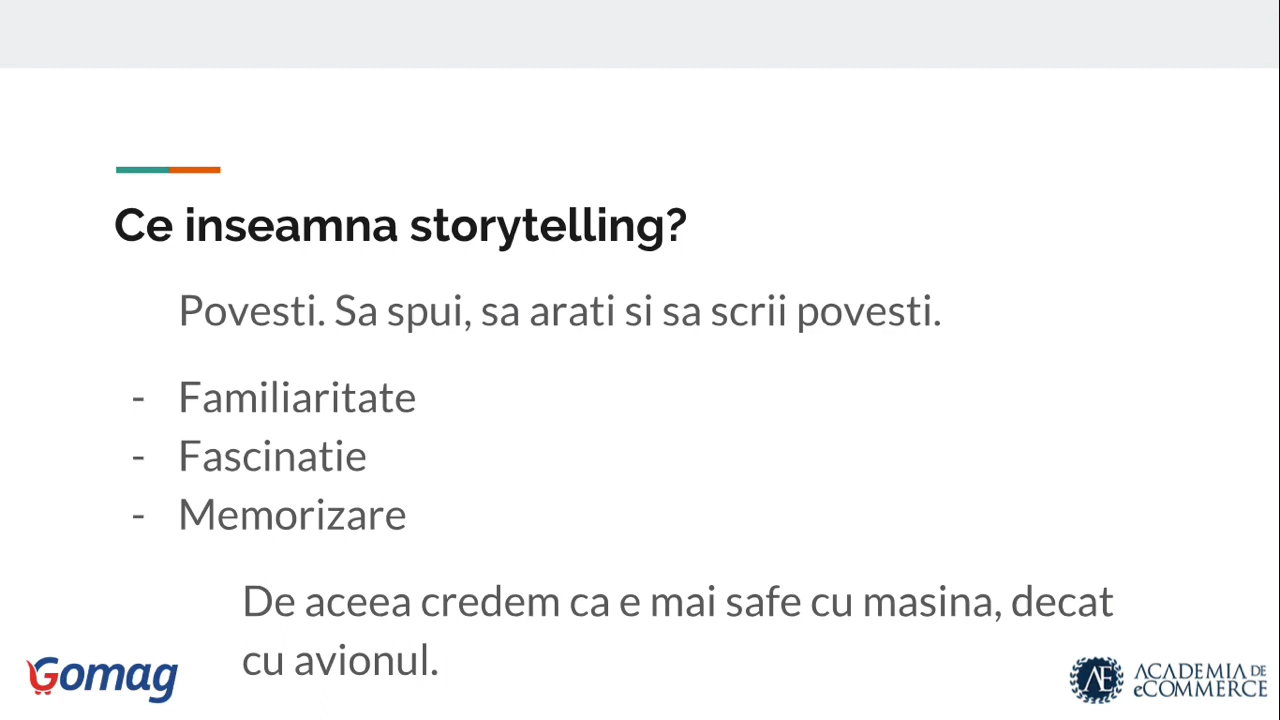 Ce inseamna storytelling?
Povesti. Sa spui, sa arati si sa scrii povesti.
- Familiaritate
- Fascinatie
- Memorizare
De aceea credem ca e mai safe cu masina, decat
cu avionul.
Gomag
AE ACADEMIA DE
eCOMMERCE